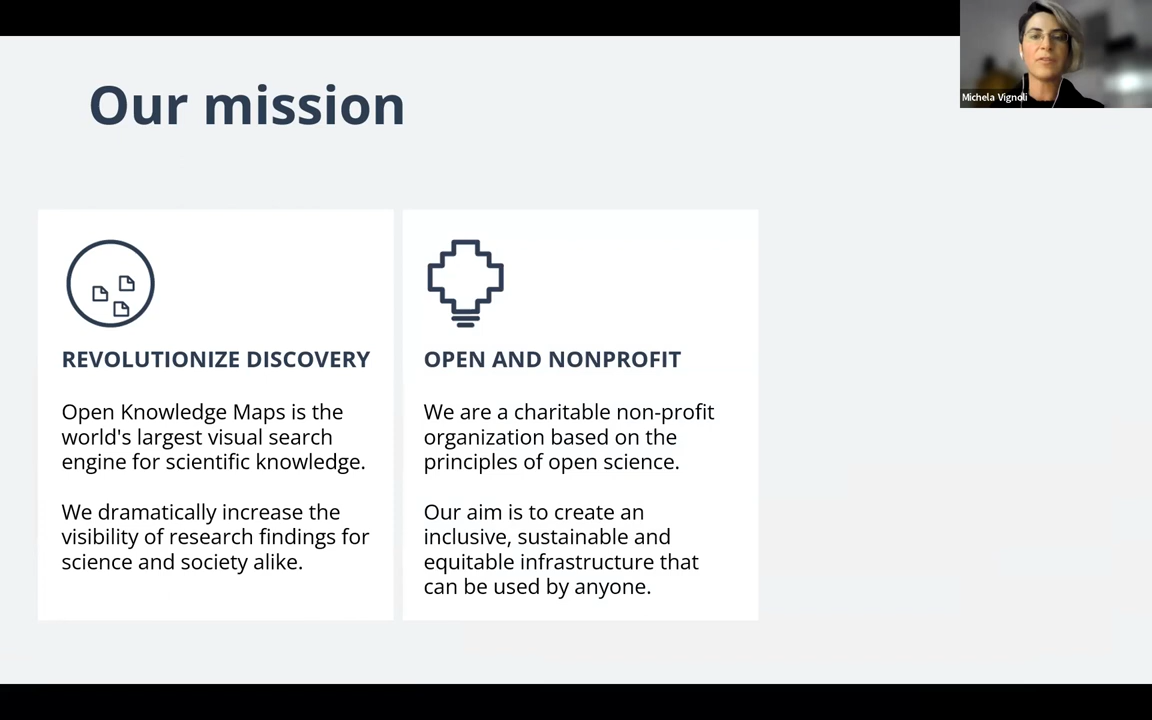 Our mission
Michela Vignoli
REVOLUTIONIZE DISCOVERY
Open Knowledge Maps is the
world's largest visual search
engine for scientific knowledge.
We dramatically increase the
visibility of research findings for
science and society alike.
OPEN AND NONPROFIT
We are a charitable non-profit
organization based on the
principles of open science.
Our aim is to create an
inclusive, sustainable and
equitable infrastructure that
can be used by anyone.